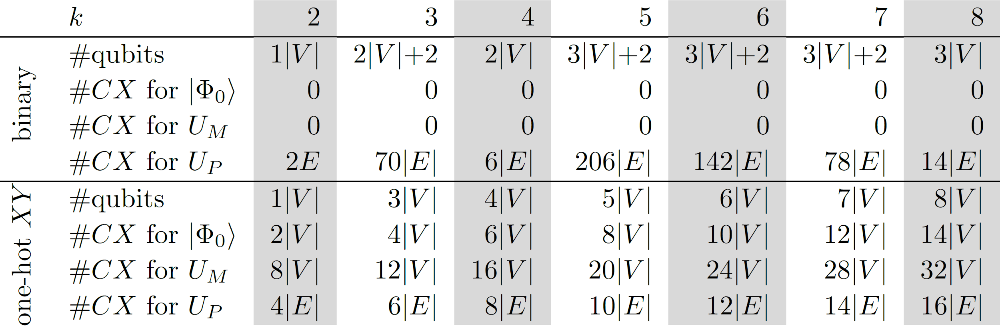 k 2 3 4 5 6 7 8
binary
#qubits 1|V| 2|V|+2 2|V| 3|V|+2 3|V|+2 3|V|+2 3|V|
#CX for |Φ₀⟩ 0 0 0 0 0 0 0
#CX for U_M 0 0 0 0 0 0 0
#CX for U_P 2E 70|E| 6|E| 206|E| 142|E| 78|E| 14|E|
one-hot XY
#qubits 1|V| 3|V| 4|V| 5|V| 6|V| 7|V| 8|V|
#CX for |Φ₀⟩ 2|V| 4|V| 6|V| 8|V| 10|V| 12|V| 14|V|
#CX for U_M 8|V| 12|V| 16|V| 20|V| 24|V| 28|V| 32|V|
#CX for U_P 4|E| 6|E| 8|E| 10|E| 12|E| 14|E| 16|E|